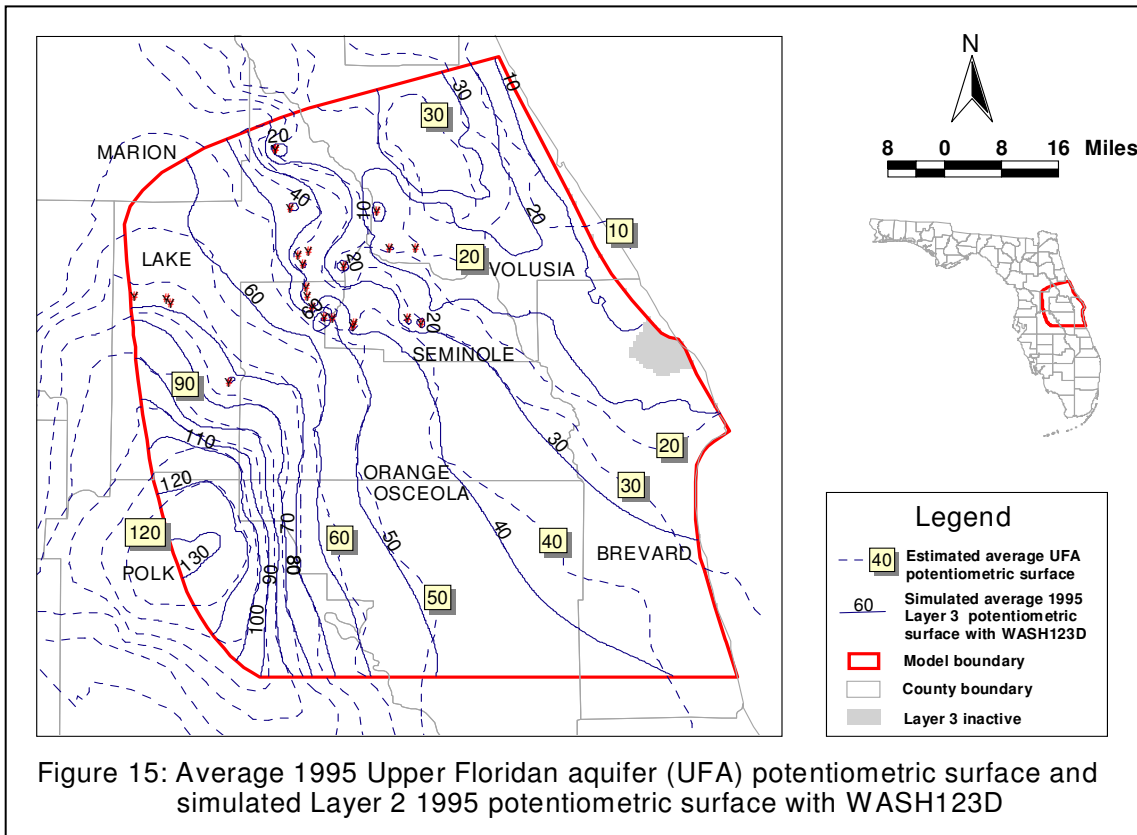 30
10
30
N
20
MARION
8 0 8 16 Miles
40
10
20
10
LAKE
20
20
VOLUSIA
60
60
20
SEMINOLE
90
110
30
20
ORANGE
120
30
OSCEOLA
120
70
60
50
40
40
BREVARD
130
80
POLK
90
50
100
Legend
40 Estimated average UFA
potentiometric surface
60 Simulated average 1995
Layer 3 potentiometric
surface with WASH123D
Model boundary
County boundary
Layer 3 inactive
Figure 15: Average 1995 Upper Floridan aquifer (UFA) potentiometric surface and
simulated Layer 2 1995 potentiometric surface with WASH123D